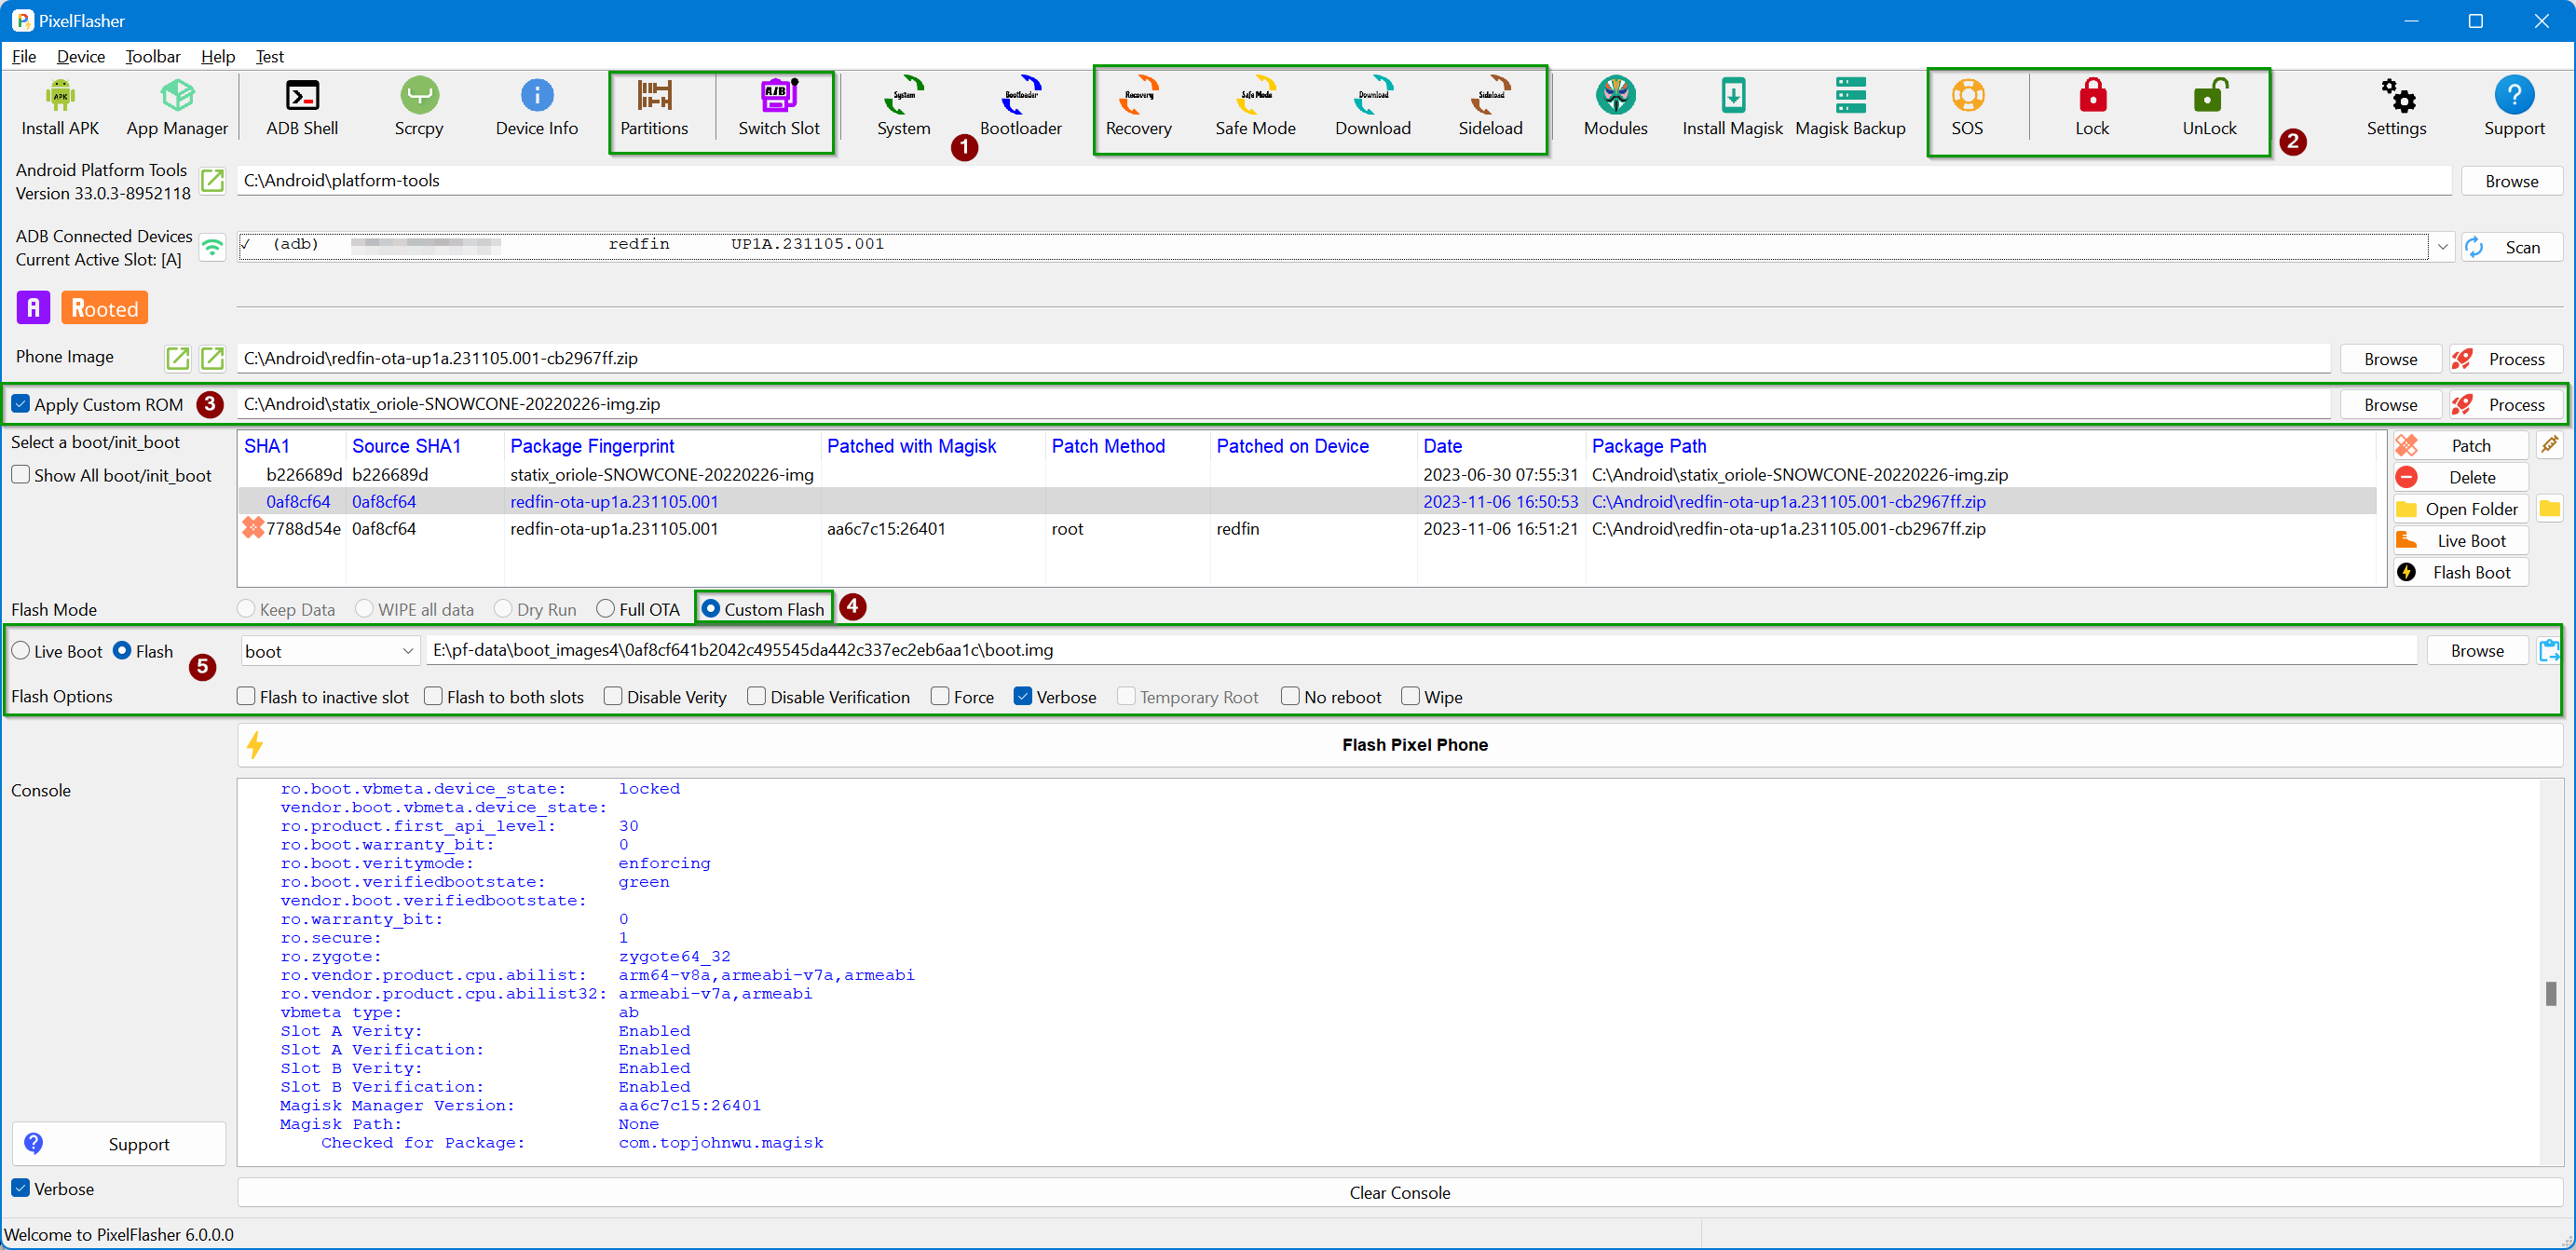 PixelFlasher
File Device Toolbar Help Test
Install APK App Manager ADB Shell Scrcpy Device Info Partitions Switch Slot System Bootloader Recovery Safe Mode Download Sideload Modules Install Magisk Magisk Backup SOS Lock UnLock Settings Support
APK A/B System Bootloader Recovery Safe Mode Download Sideload
1 2
Android Platform Tools
Version 33.0.3-8952118 C:\Android\platform-tools Browse
ADB Connected Devices
Current Active Slot: [A] ✓ (adb) redfin UP1A.231105.001 Scan
A Rooted
Phone Image C:\Android\redfin-ota-up1a.231105.001-cb2967ff.zip Browse Process
Apply Custom ROM 3 C:\Android\statix_oriole-SNOWCONE-20220226-img.zip Browse Process
Select a boot/init_boot
Show All boot/init_boot
SHA1 Source SHA1 Package Fingerprint Patched with Magisk Patch Method Patched on Device Date Package Path
b226689d b226689d statix_oriole-SNOWCONE-20220226-img 2023-06-30 07:55:31 C:\Android\statix_oriole-SNOWCONE-20220226-img.zip
0af8cf64 0af8cf64 redfin-ota-up1a.231105.001 2023-11-06 16:50:53 C:\Android\redfin-ota-up1a.231105.001-cb2967ff.zip
7788d54e 0af8cf64 redfin-ota-up1a.231105.001 aa6c7c15:26401 root redfin 2023-11-06 16:51:21 C:\Android\redfin-ota-up1a.231105.001-cb2967ff.zip
Patch
Delete
Open Folder
Live Boot
Flash Boot
Flash Mode Keep Data WIPE all data Dry Run Full OTA Custom Flash 4
Live Boot Flash 5 boot E:\pf-data\boot_images4\0af8cf641b2042c495545da442c337ec2eb6aa1c\boot.img Browse
Flash Options Flash to inactive slot Flash to both slots Disable Verity Disable Verification Force Verbose Temporary Root No reboot Wipe
Flash Pixel Phone
Console
ro.boot.vbmeta.device_state: locked
vendor.boot.vbmeta.device_state:
ro.product.first_api_level: 30
ro.boot.warranty_bit: 0
ro.boot.veritymode: enforcing
ro.boot.verifiedbootstate: green
vendor.boot.verifiedbootstate:
ro.warranty_bit: 0
ro.secure: 1
ro.zygote: zygote64_32
ro.vendor.product.cpu.abilist: arm64-v8a,armeabi-v7a,armeabi
ro.vendor.product.cpu.abilist32: armeabi-v7a,armeabi
vbmeta type: ab
Slot A Verity: Enabled
Slot A Verification: Enabled
Slot B Verity: Enabled
Slot B Verification: Enabled
Magisk Manager Version: aa6c7c15:26401
Magisk Path: None
Checked for Package: com.topjohnwu.magisk
Support
Verbose
Clear Console
Welcome to PixelFlasher 6.0.0.0